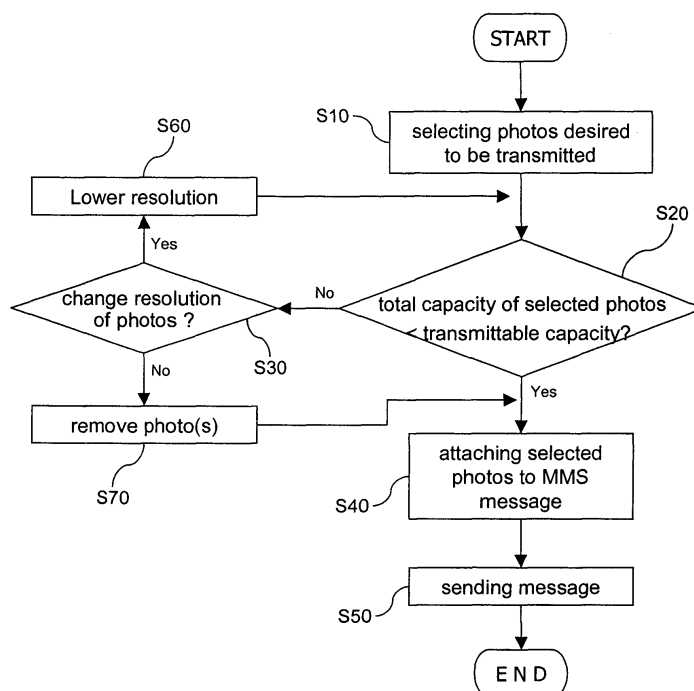 START
S10
selecting photos desired
to be transmitted
S60
Lower resolution
S20
Yes
change resolution
of photos ?
No
total capacity of selected photos
< transmittable capacity?
S30
No
Yes
remove photo(s)
S70
attaching selected
photos to MMS
message
S40
sending message
S50
E N D